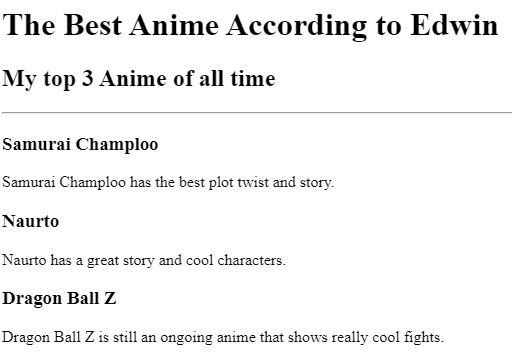 The Best Anime According to Edwin
My top 3 Anime of all time
Samurai Champloo
Samurai Champloo has the best plot twist and story.
Naurto
Naurto has a great story and cool characters.
Dragon Ball Z
Dragon Ball Z is still an ongoing anime that shows really cool fights.